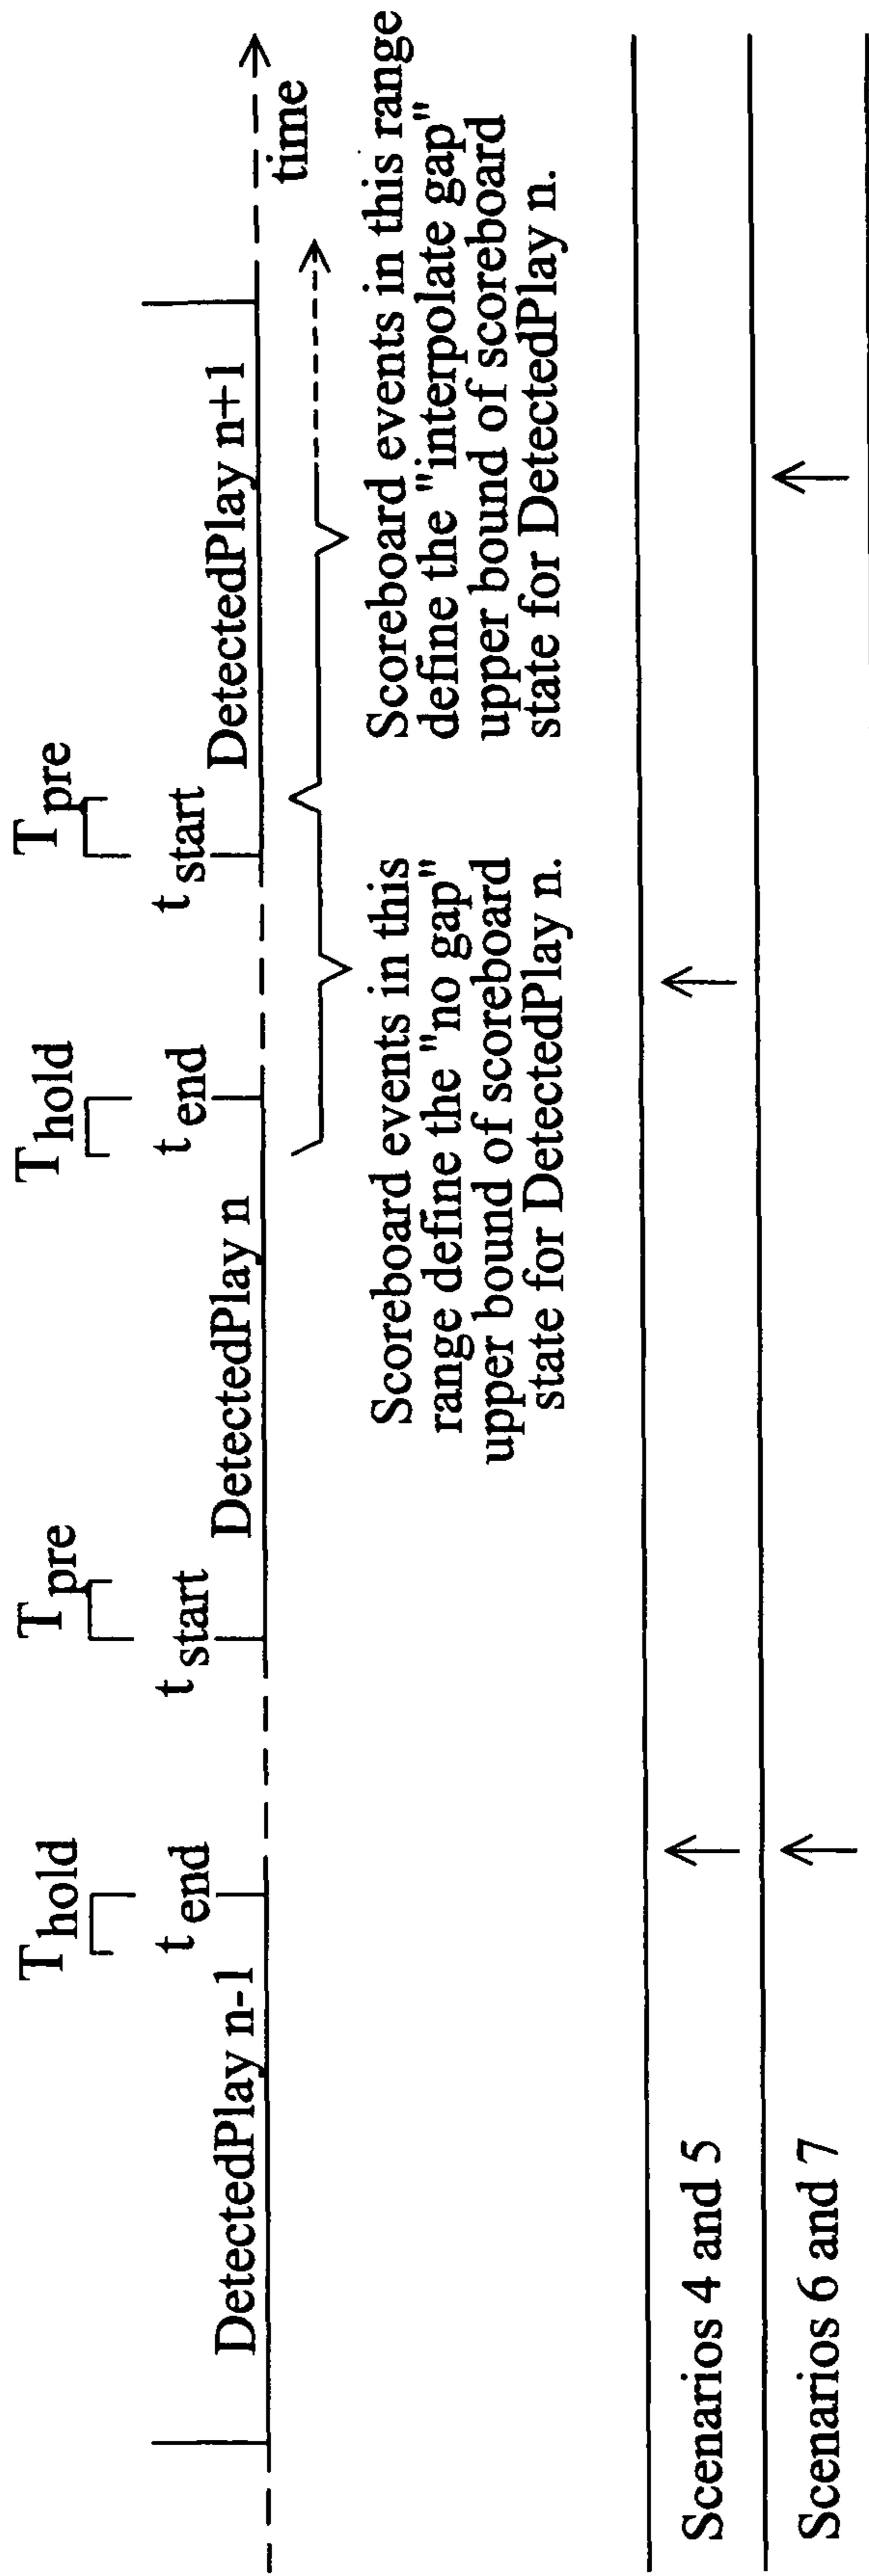 T hold
T pre
T hold
T pre
t end
t start
t end
t start
DetectedPlay n-1
DetectedPlay n
DetectedPlay n+1
time
Scoreboard events in this
range define the "no gap"
upper bound of scoreboard
state for DetectedPlay n.
Scoreboard events in this range
define the "interpolate gap"
upper bound of scoreboard
state for DetectedPlay n.
Scenarios 4 and 5
Scenarios 6 and 7